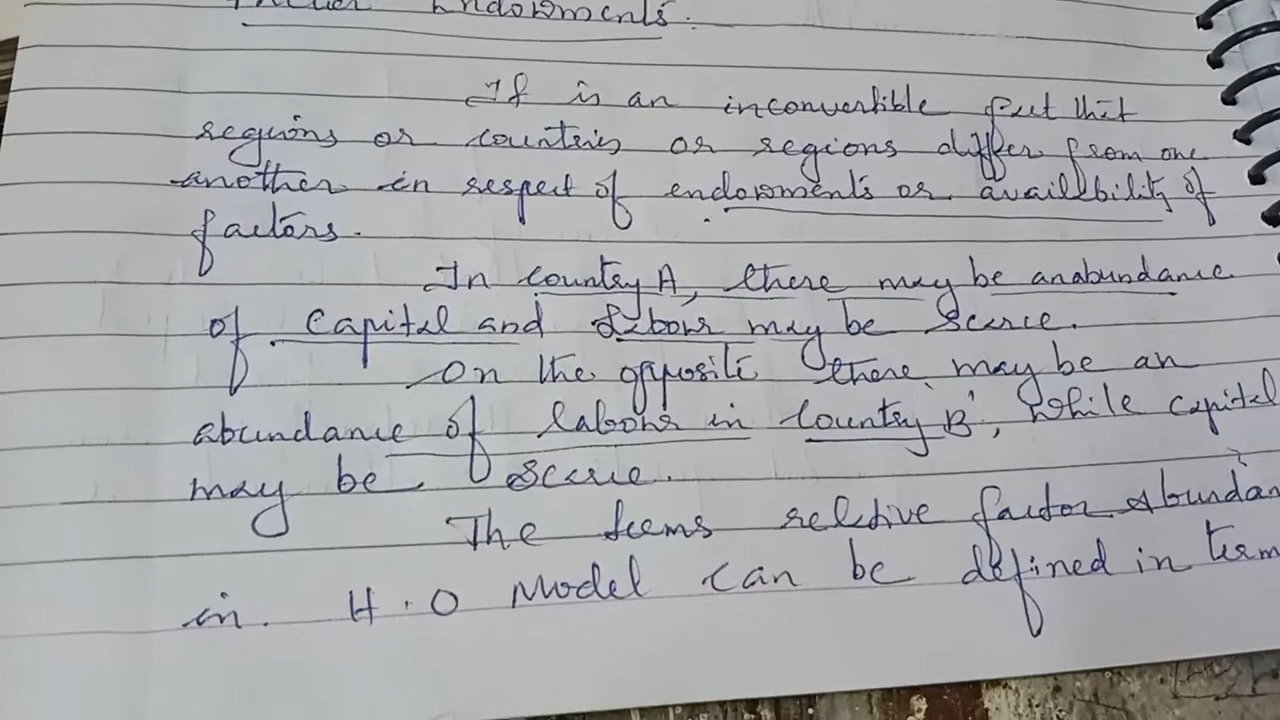 Endowments.
If is an inconvertible fact that
regions or countries or regions differ from one
another in respect of endowments or availbility of
factors.
In country A, there may be an abundance
of capital and labour may be scarce.
On the opposite there may be an
abundance of labour in country 'B', while capital
may be scarce.
The terms relative factor abundan
in H.O Model can be defined in term